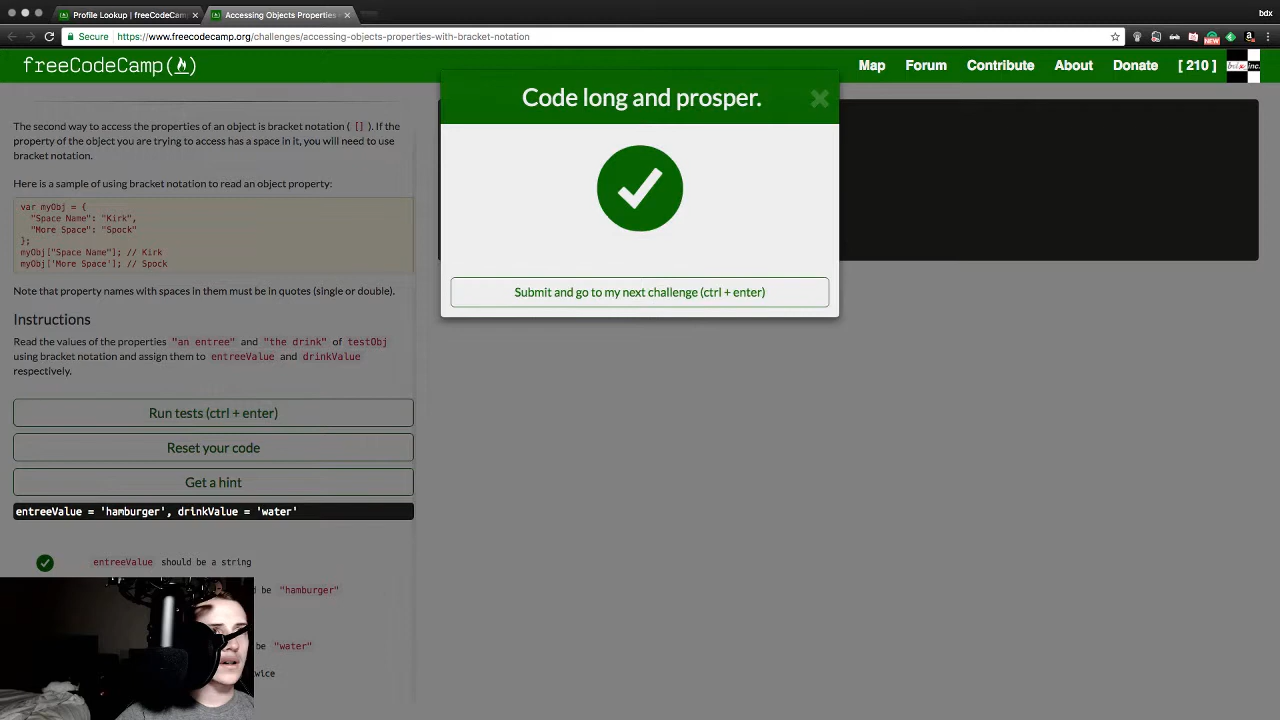 Profile Lookup | freeCodeCamp
Accessing Objects Properties
bdx
Secure
https://www.freecodecamp.org/challenges/accessing-objects-properties-with-bracket-notation
NEW
freeCodeCamp
Map
Forum
Contribute
About
Donate
[ 210 ]
bdx inc.
Code long and prosper.
Submit and go to my next challenge (ctrl + enter)
The second way to access the properties of an object is bracket notation ( [] ). If the
property of the object you are trying to access has a space in it, you will need to use
bracket notation.
Here is a sample of using bracket notation to read an object property:
var myObj = {
"Space Name": "Kirk",
"More Space": "Spock"
};
myObj["Space Name"]; // Kirk
myObj['More Space']; // Spock
Note that property names with spaces in them must be in quotes (single or double).
Instructions
Read the values of the properties "an entree" and "the drink" of testObj
using bracket notation and assign them to entreeValue and drinkValue
respectively.
Run tests (ctrl + enter)
Reset your code
Get a hint
entreeValue = 'hamburger', drinkValue = 'water'
entreeValue should be a string
be "hamburger"
be "water"